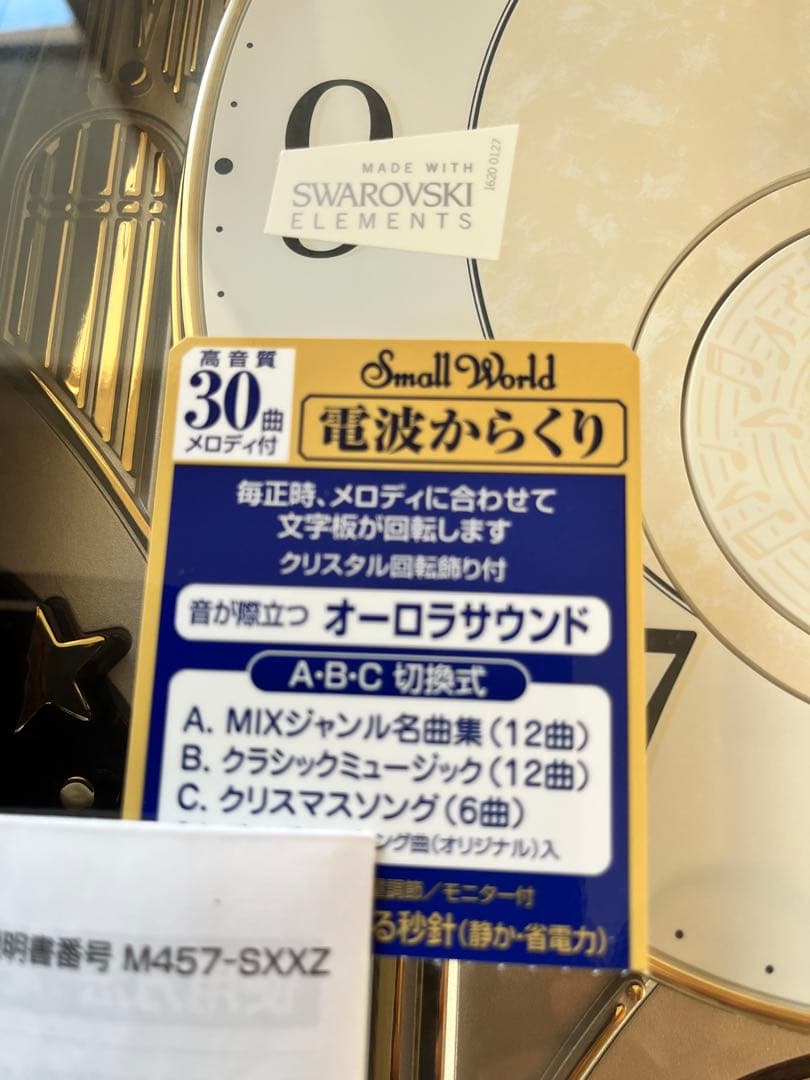 8
MADE WITH
SWAROVSKI
ELEMENTS
1620 0127
高音質
30曲
メロディ付
Small World
電波からくり
毎正時、メロディに合わせて
文字板が回転します
クリスタル回転飾り付
音が際立つ オーロラサウンド
A・B・C 切換式
A. MIXジャンル名曲集(12曲)
B. クラシックミュージック(12曲)
C. クリスマスソング(6曲)
ング曲(オリジナル)入
調節/モニター付
る秒針(静か・省電力)
明書番号 M457-SXXZ
7